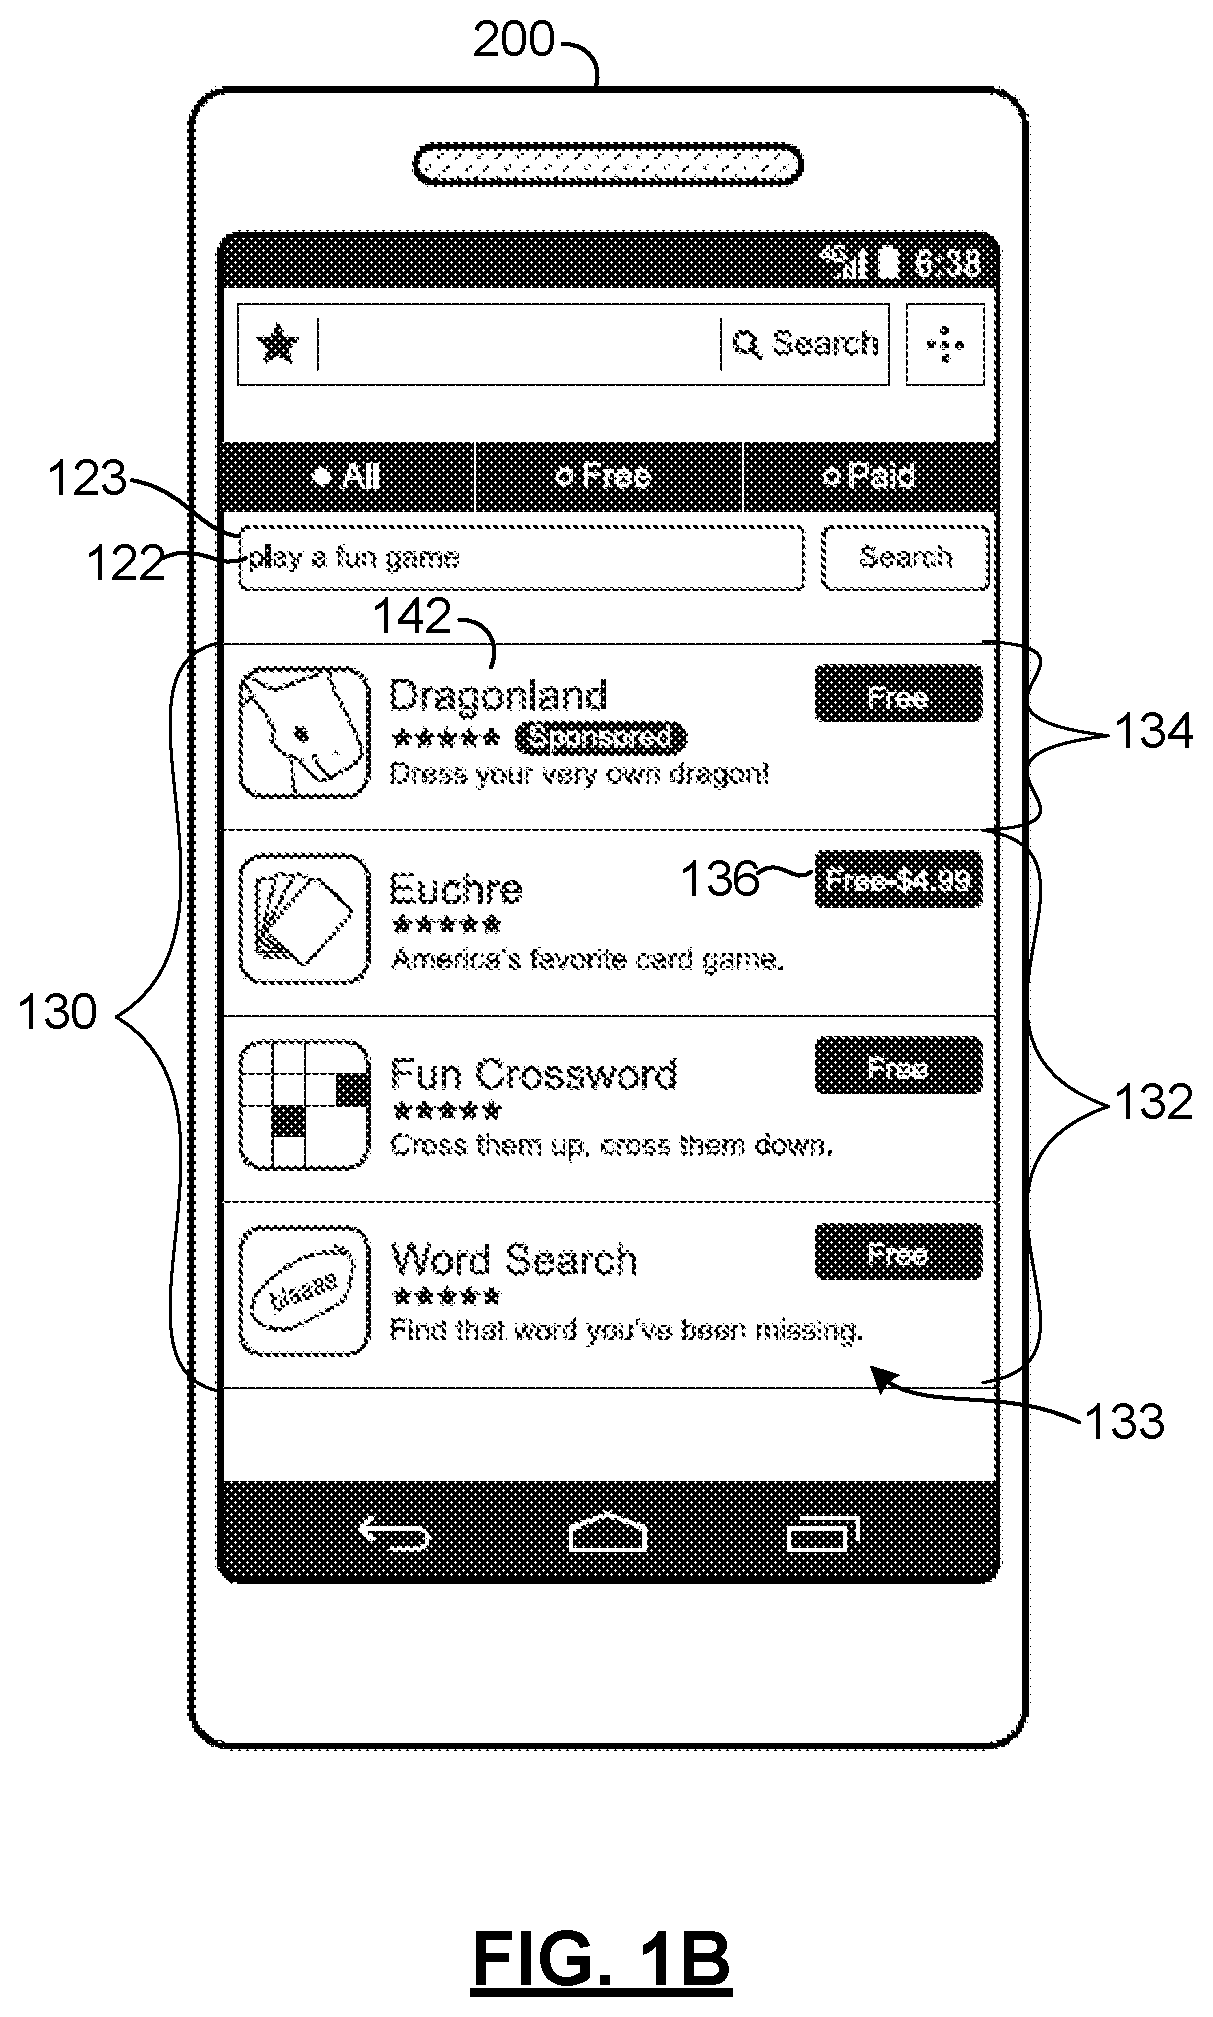 200
4G 6:38
Search
All Free Paid
123
122 play a fun game Search
142
Dragonland Free
Sponsored
Dress your very own dragon!
134
Euchre 136 Free-$4.99
America's favorite card game.
130
Fun Crossword Free
Cross them up, cross them down.
132
Word Search Free
blaaaa
Find that word you've been missing.
133
FIG. 1B